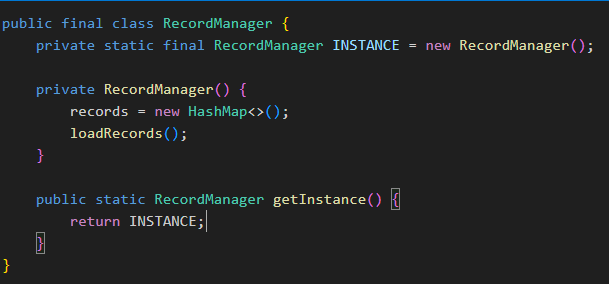 public final class RecordManager {
    private static final RecordManager INSTANCE = new RecordManager();
    private RecordManager() {
        records = new HashMap<>();
        loadRecords();
    }
    public static RecordManager getInstance() {
        return INSTANCE;
    }
}